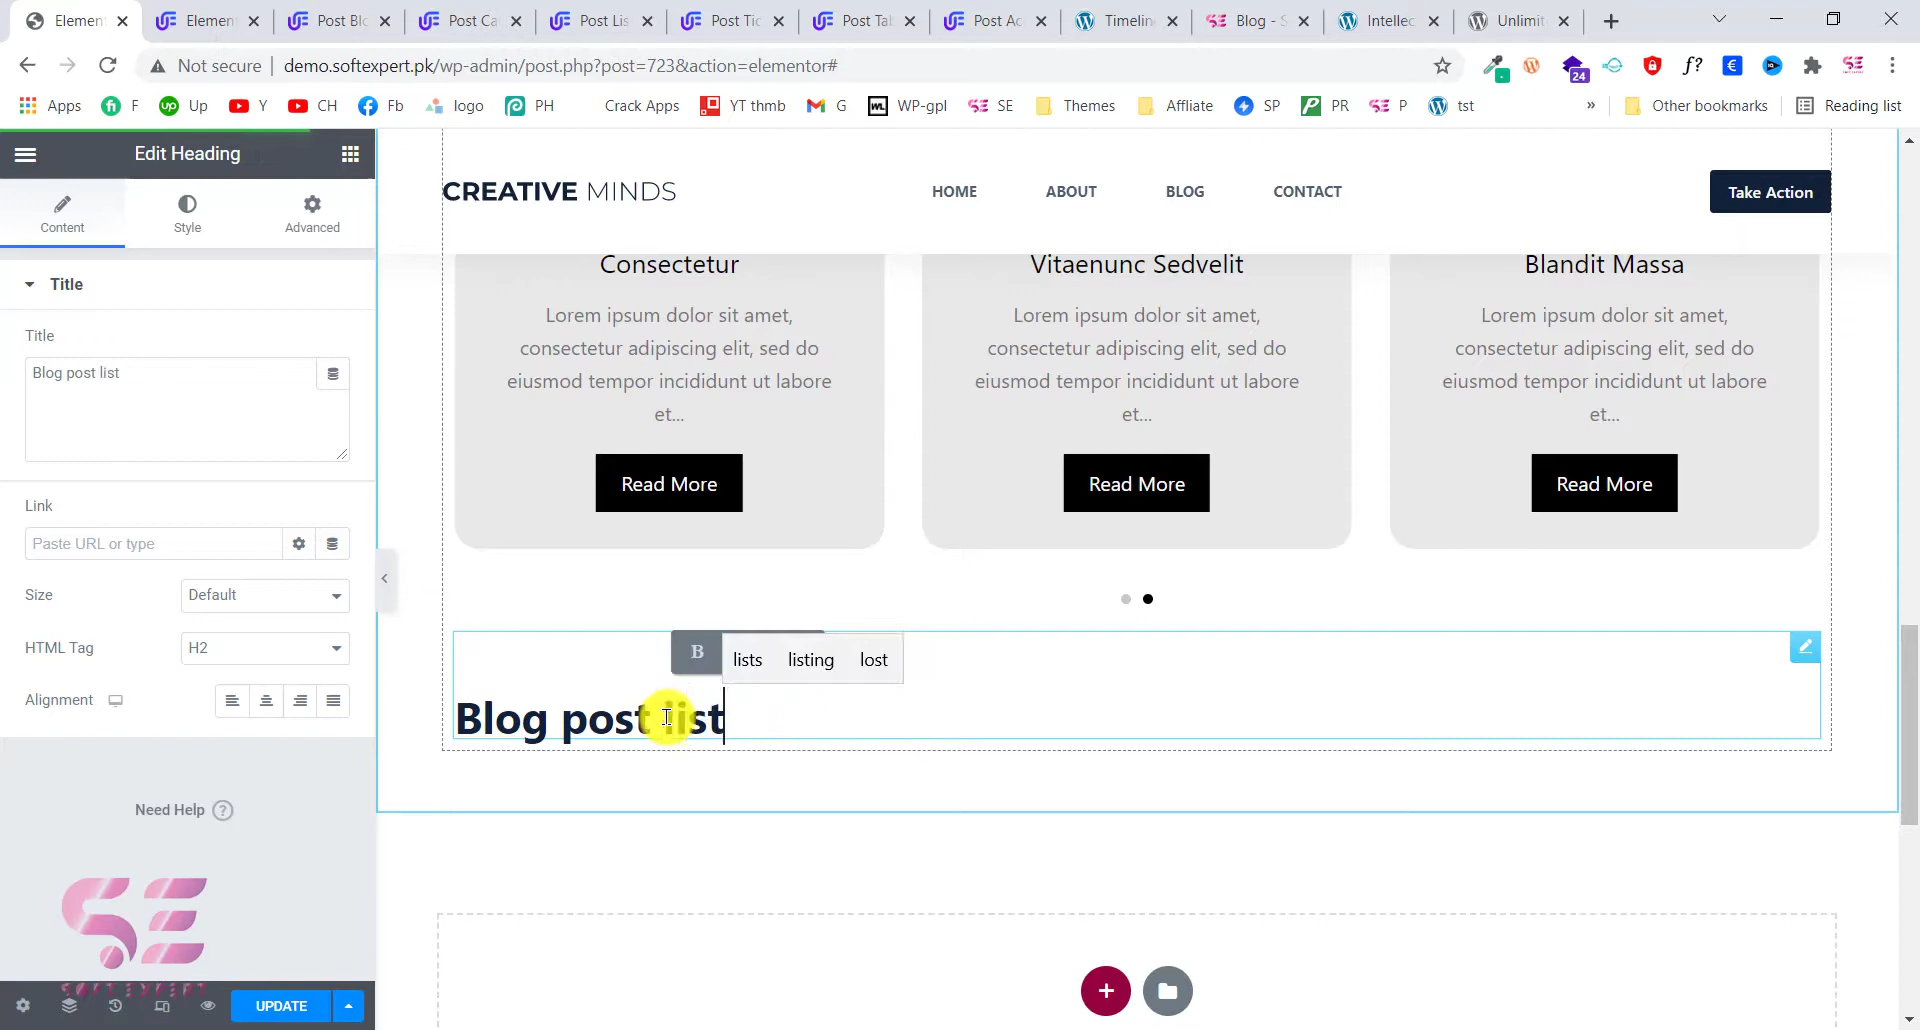 Element
Element
Post Blo
Post Ca
Post Lis
Post Tic
Post Tab
Post Ac
Timelin
Blog - S
Intellec
Unlimit
Not secure
demo.softexpert.pk/wp-admin/post.php?post=723&action=elementor#
24
f?
Apps
F
Up
Y
CH
Fb
logo
PH
Crack Apps
YT thmb
G
WP-gpl
SE
Themes
Affliate
SP
PR
P
tst
»
Other bookmarks
Reading list
Edit Heading
Content
Style
Advanced
Title
Title
Blog post list
Link
Paste URL or type
Size
Default
HTML Tag
H2
Alignment
Need Help
SE
SOFTEXPERT
UPDATE
CREATIVE MINDS
HOME
ABOUT
BLOG
CONTACT
Take Action
Consectetur
Lorem ipsum dolor sit amet,
consectetur adipiscing elit, sed do
eiusmod tempor incididunt ut labore
et...
Read More
Vitaenunc Sedvelit
Lorem ipsum dolor sit amet,
consectetur adipiscing elit, sed do
eiusmod tempor incididunt ut labore
et...
Read More
Blandit Massa
Lorem ipsum dolor sit amet,
consectetur adipiscing elit, sed do
eiusmod tempor incididunt ut labore
et...
Read More
B
lists
listing
lost
Blog post list